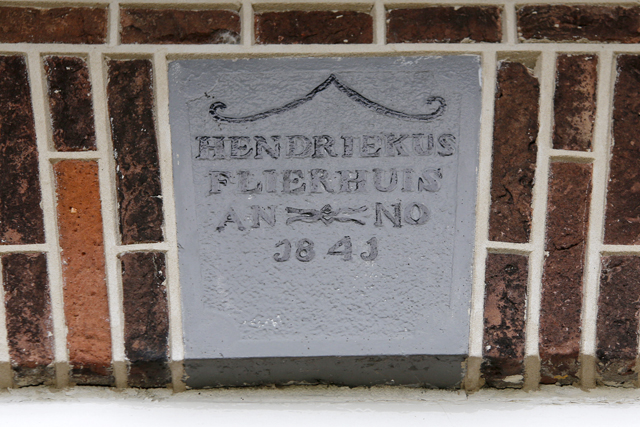 HENDRIEKUS
FLIERHUIS
AN NO
1841